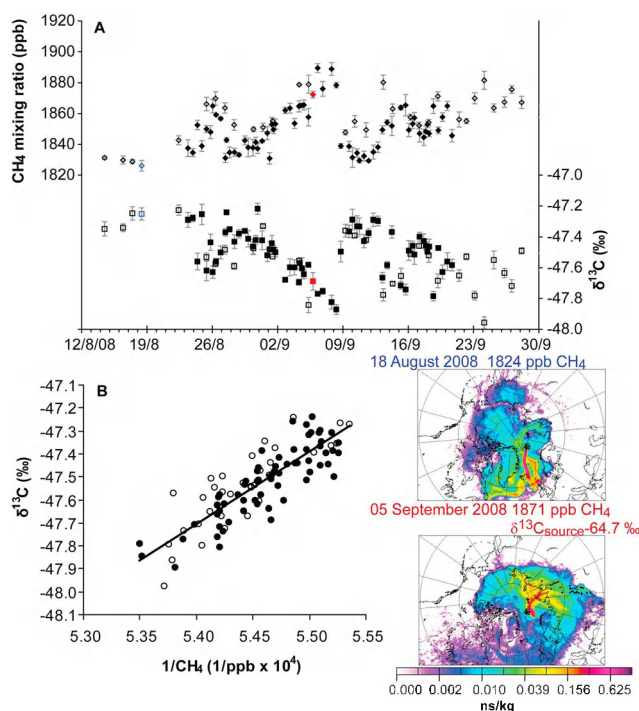 A
CH4 mixing ratio (ppb)
1920
1900
1880
1860
1840
1820
-47.0
-47.2
-47.4
-47.6
-47.8
-48.0
δ13C (‰)
12/8/08 19/8 26/8 02/9 09/9 16/9 23/9 30/9
18 August 2008 1824 ppb CH4
B
δ13C (‰)
-47.1
-47.2
-47.3
-47.4
-47.5
-47.6
-47.7
-47.8
-47.9
-48.0
-48.1
5.30 5.35 5.40 5.45 5.50 5.55
1/CH4 (1/ppb x 104)
05 September 2008 1871 ppb CH4
δ13Csource-64.7 ‰
0.000 0.002 0.010 0.039 0.156 0.625
ns/kg